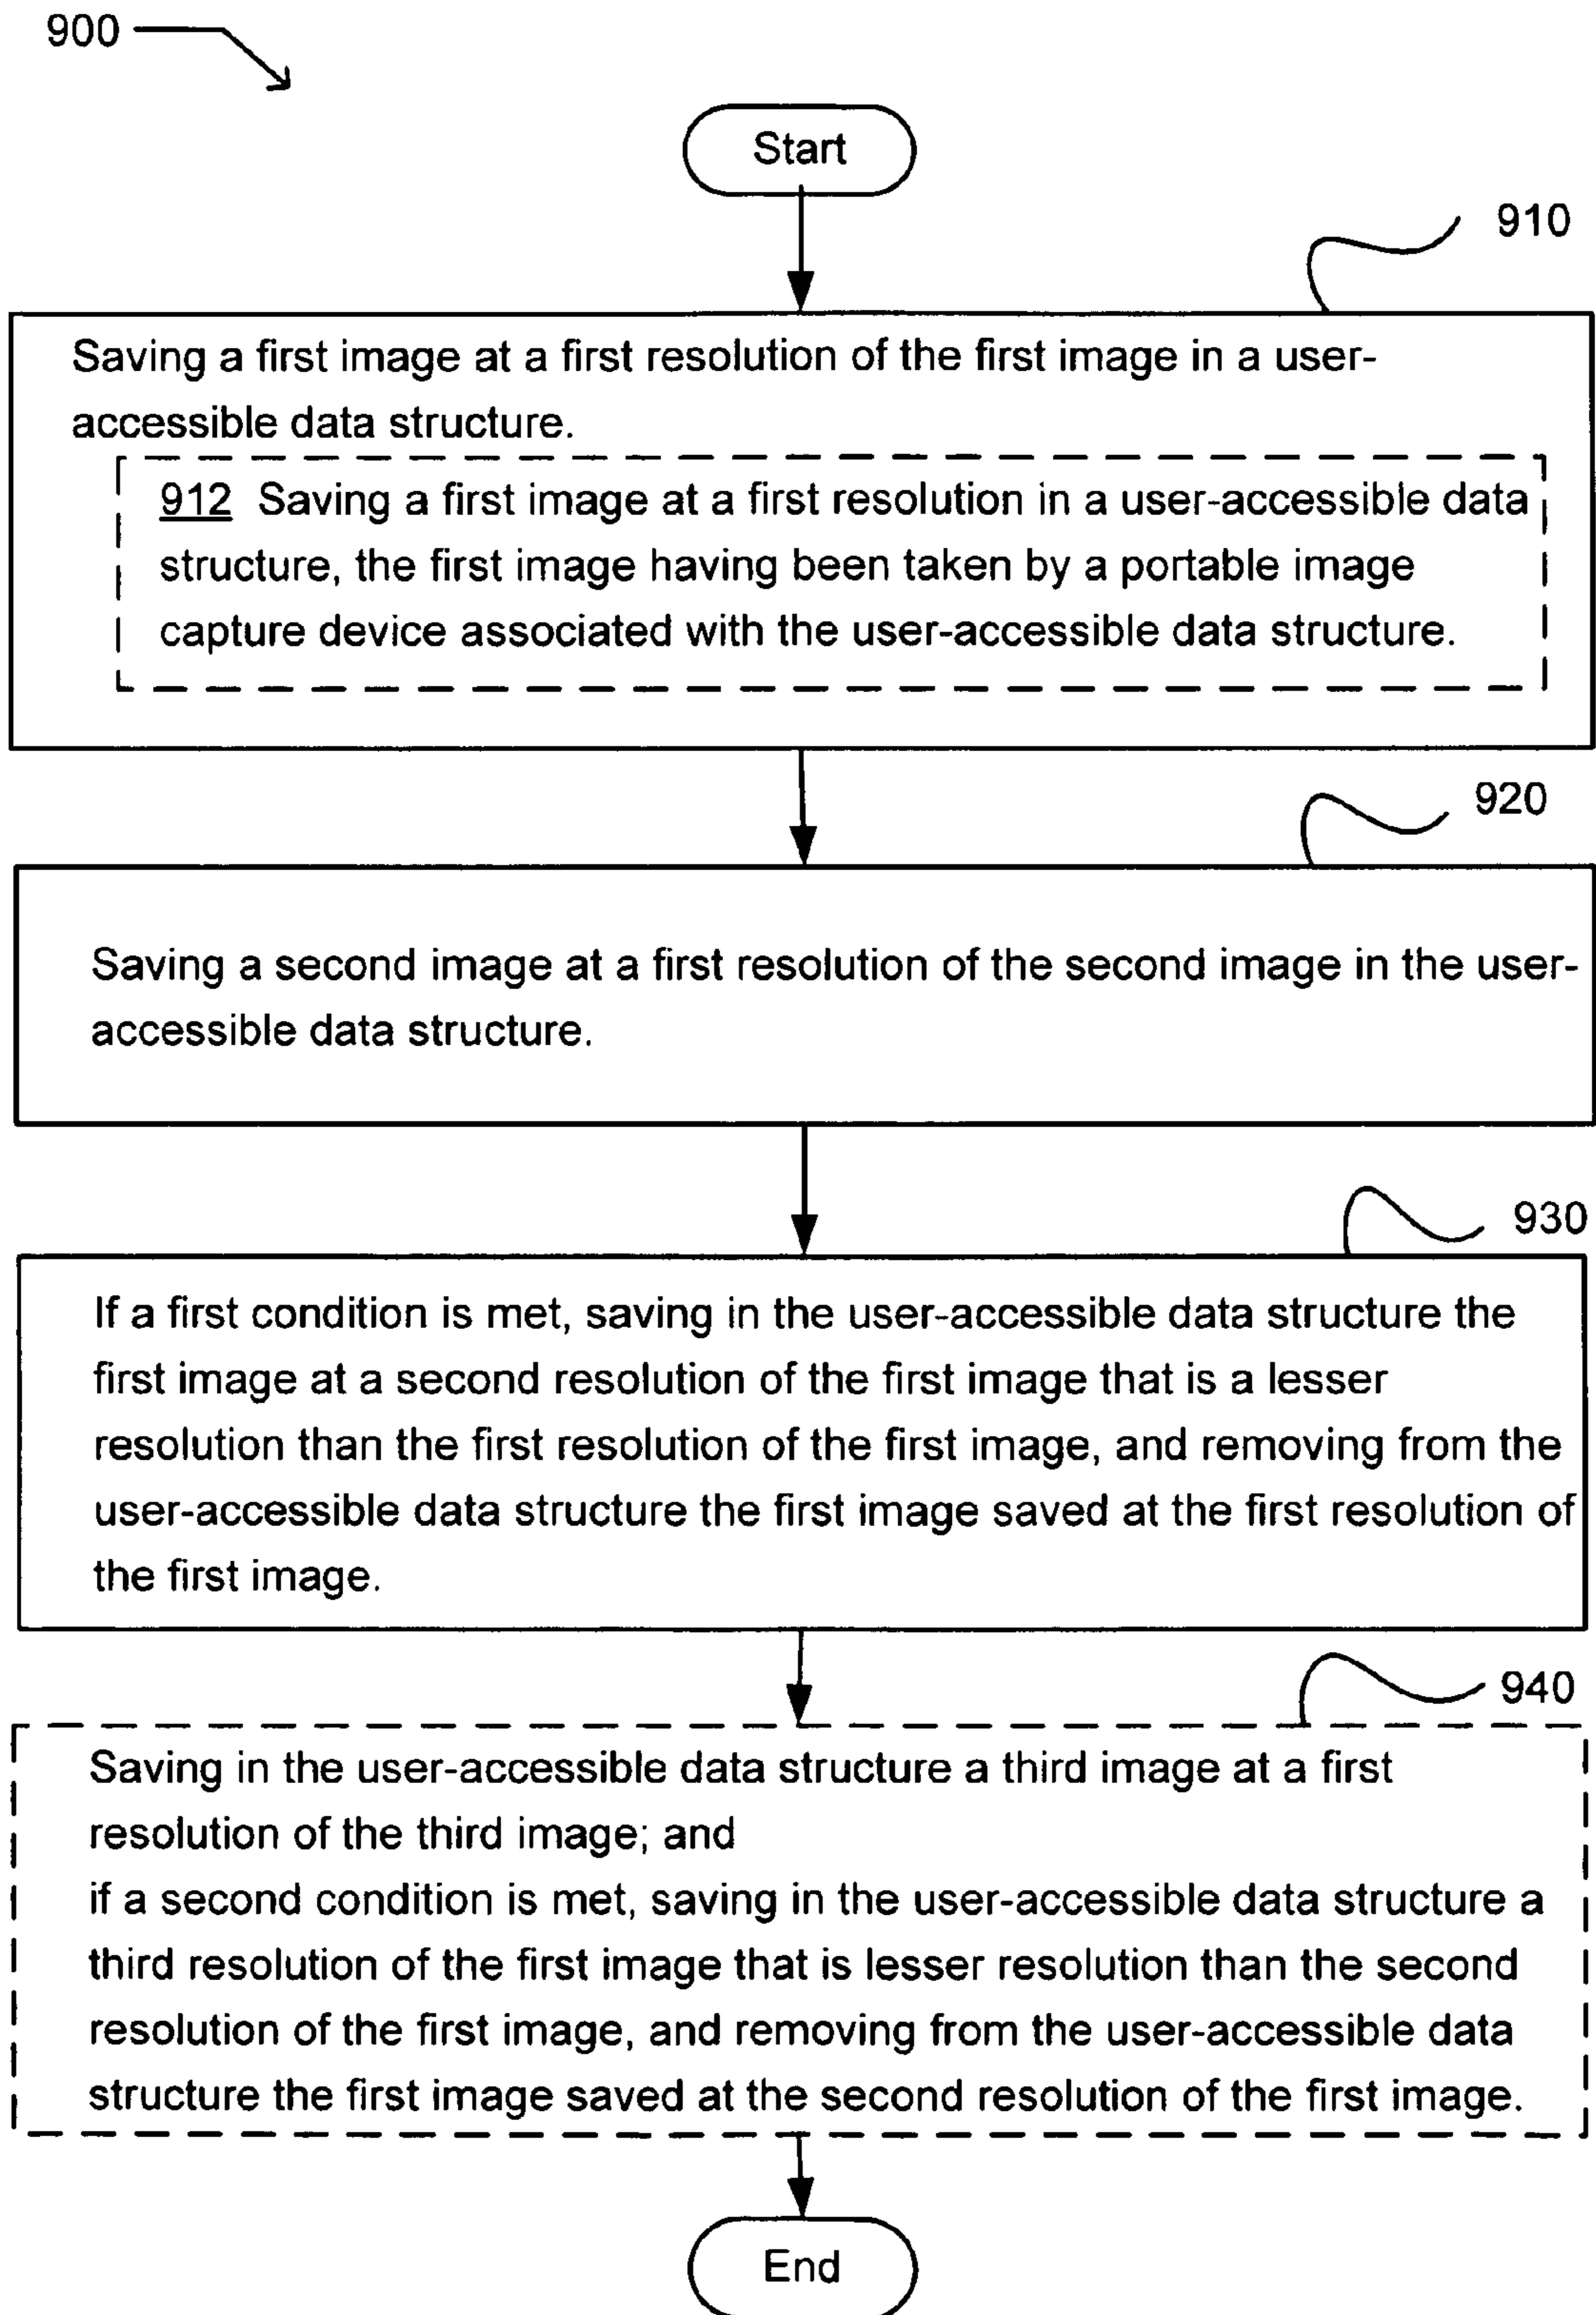 900
Start
910
Saving a first image at a first resolution of the first image in a user-
accessible data structure.
912 Saving a first image at a first resolution in a user-accessible data
structure, the first image having been taken by a portable image
capture device associated with the user-accessible data structure.
920
Saving a second image at a first resolution of the second image in the user-
accessible data structure.
930
If a first condition is met, saving in the user-accessible data structure the
first image at a second resolution of the first image that is a lesser
resolution than the first resolution of the first image, and removing from the
user-accessible data structure the first image saved at the first resolution of
the first image.
940
Saving in the user-accessible data structure a third image at a first
resolution of the third image; and
if a second condition is met, saving in the user-accessible data structure a
third resolution of the first image that is lesser resolution than the second
resolution of the first image, and removing from the user-accessible data
structure the first image saved at the second resolution of the first image.
End